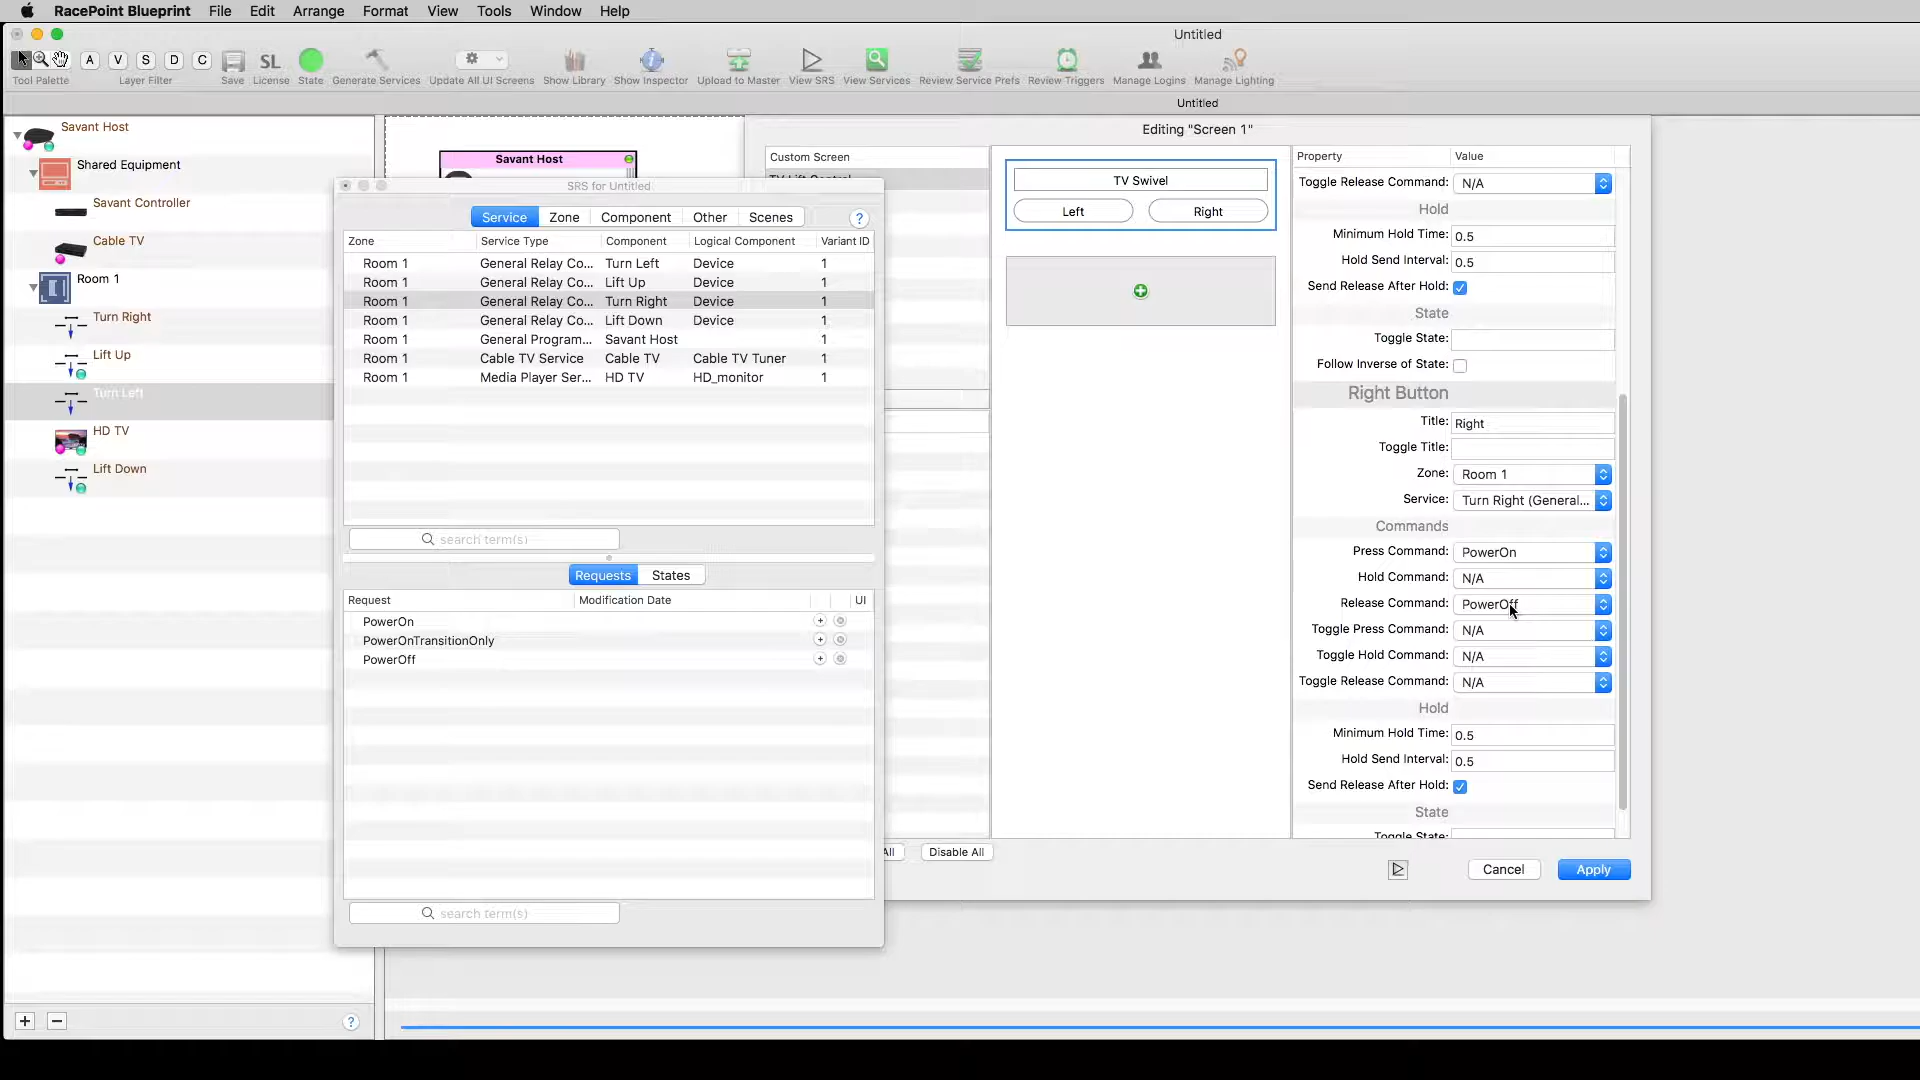 RacePoint Blueprint File Edit Arrange Format View Tools Window Help
Untitled
A V S D C SL
Tool Palette Layer Filter Save License State Generate Services Update All UI Screens Show Library Show Inspector Upload to Master View SRS View Services Review Service Prefs Review Triggers Manage Logins Manage Lighting
Untitled
Savant Host
Shared Equipment
Savant Controller
Cable TV
Room 1
Turn Right
Lift Up
Turn Left
HD TV
Lift Down
?
Savant Host
SRS for Untitled
Service Zone Component Other Scenes ?
Zone Service Type Component Logical Component Variant ID
Room 1 General Relay Co... Turn Left Device 1
Room 1 General Relay Co... Lift Up Device 1
Room 1 General Relay Co... Turn Right Device 1
Room 1 General Relay Co... Lift Down Device 1
Room 1 General Program... Savant Host 1
Room 1 Cable TV Service Cable TV Cable TV Tuner 1
Room 1 Media Player Ser... HD TV HD_monitor 1
search term(s)
Requests States
Request Modification Date UI
PowerOn
PowerOnTransitionOnly
PowerOff
search term(s)
Editing "Screen 1"
Custom Screen
TV Lift Control
All Disable All
TV Swivel
Left Right
Property Value
Toggle Release Command: N/A
Hold
Minimum Hold Time: 0.5
Hold Send Interval: 0.5
Send Release After Hold:
State
Toggle State:
Follow Inverse of State:
Right Button
Title: Right
Toggle Title:
Zone: Room 1
Service: Turn Right (General...
Commands
Press Command: PowerOn
Hold Command: N/A
Release Command: PowerOff
Toggle Press Command: N/A
Toggle Hold Command: N/A
Toggle Release Command: N/A
Hold
Minimum Hold Time: 0.5
Hold Send Interval: 0.5
Send Release After Hold:
State
Toggle State:
Cancel Apply